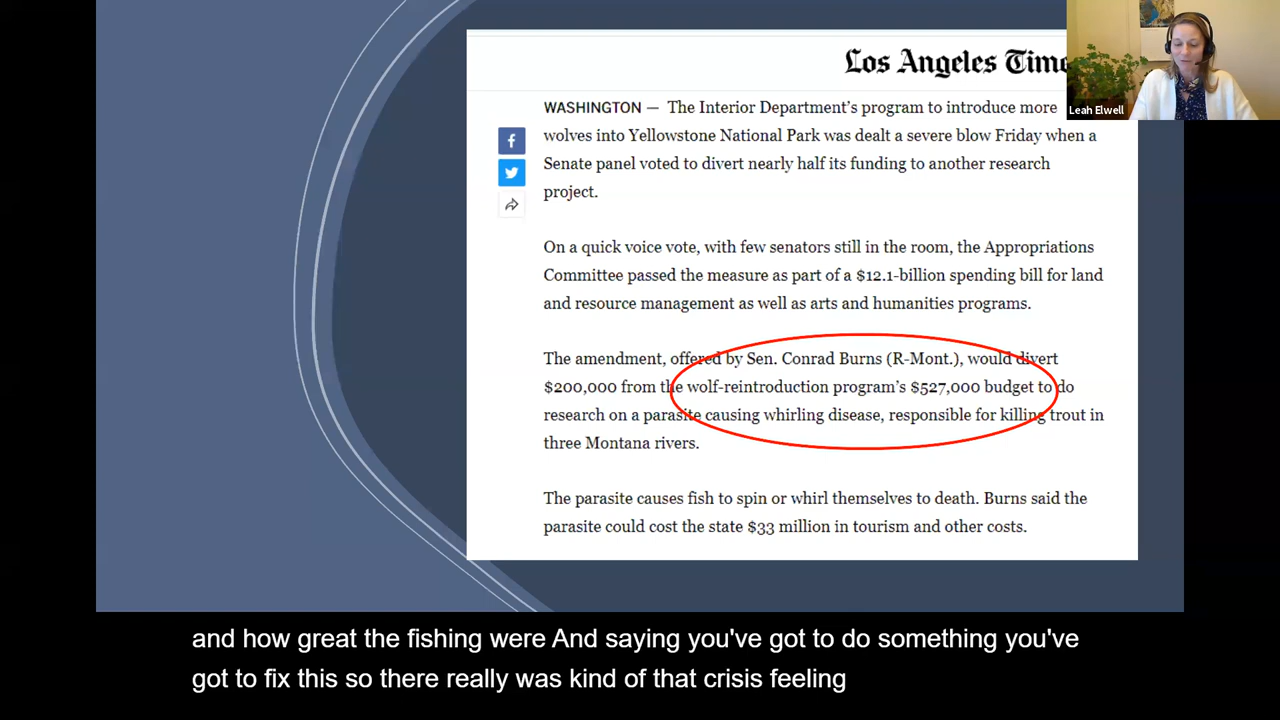 Los Angeles Time
Leah Elwell
WASHINGTON — The Interior Department's program to introduce more
wolves into Yellowstone National Park was dealt a severe blow Friday when a
Senate panel voted to divert nearly half its funding to another research
project.
On a quick voice vote, with few senators still in the room, the Appropriations
Committee passed the measure as part of a $12.1-billion spending bill for land
and resource management as well as arts and humanities programs.
The amendment, offered by Sen. Conrad Burns (R-Mont.), would divert
$200,000 from the wolf-reintroduction program's $527,000 budget to do
research on a parasite causing whirling disease, responsible for killing trout in
three Montana rivers.
The parasite causes fish to spin or whirl themselves to death. Burns said the
parasite could cost the state $33 million in tourism and other costs.
and how great the fishing were And saying you've got to do something you've
got to fix this so there really was kind of that crisis feeling